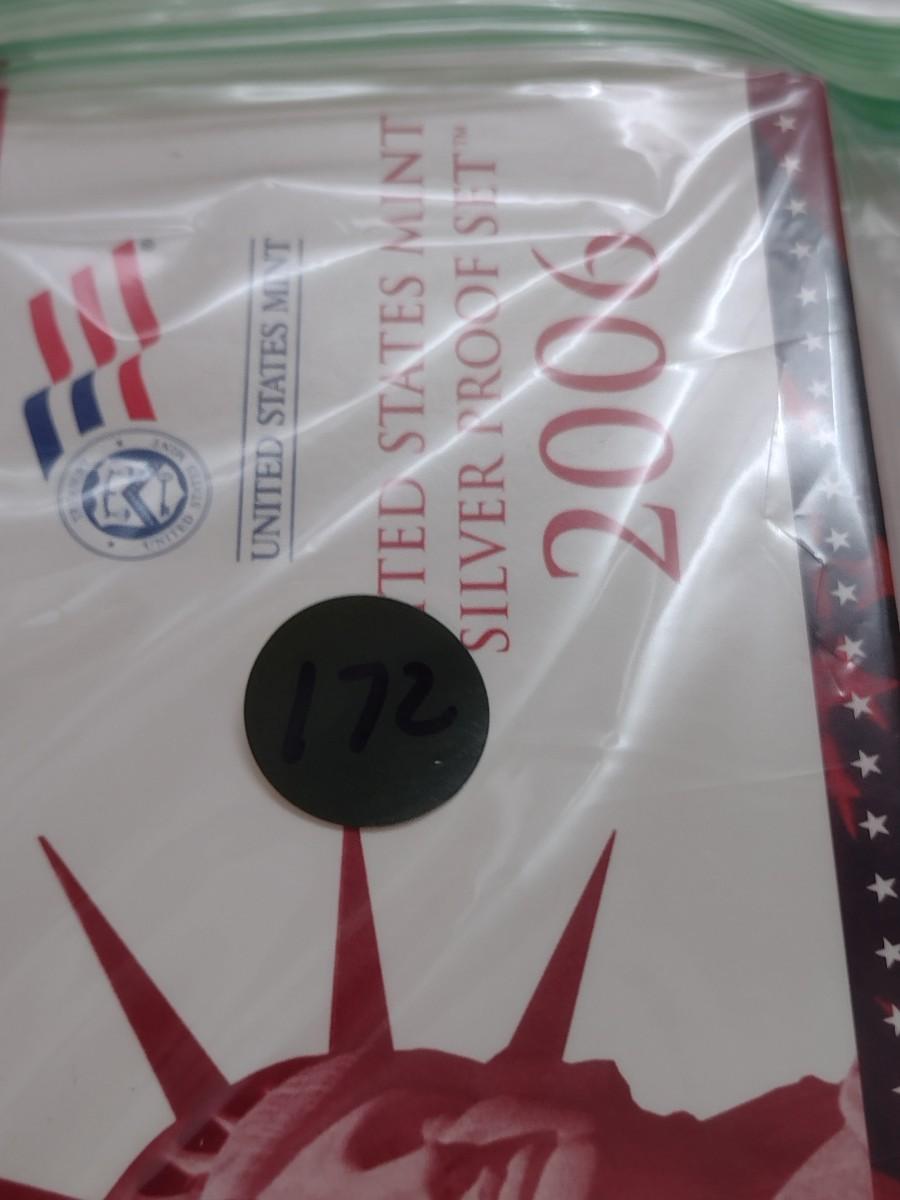 UNITED STATES MINT
TED STATES MINT
SILVER PROOF SET™
2006
172